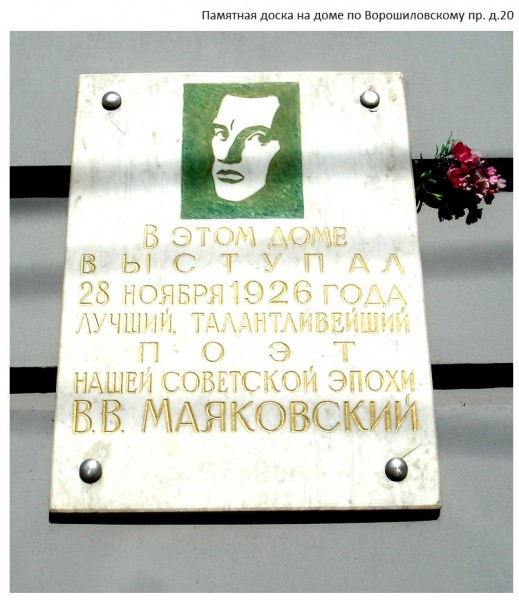 Памятная доска на доме по Ворошиловскому пр. д.20
В ЭТОМ ДОМЕ
ВЫСТУПАЛ
28 НОЯБРЯ 1926 ГОДА
ЛУЧШИЙ, ТАЛАНТЛИВЕЙШИЙ
ПОЭТ
НАШЕЙ СОВЕТСКОЙ ЭПОХИ
В.В. МАЯКОВСКИЙ